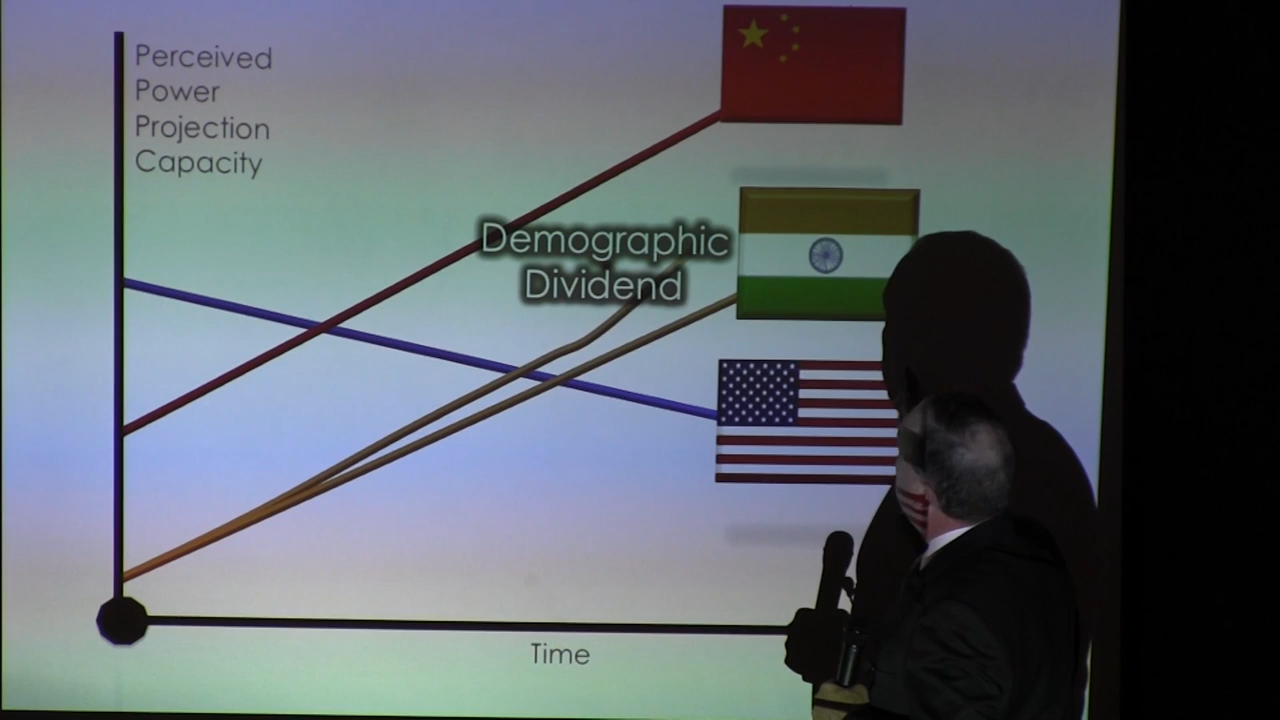 Perceived
Power
Projection
Capacity
Demographic
Dividend
Time